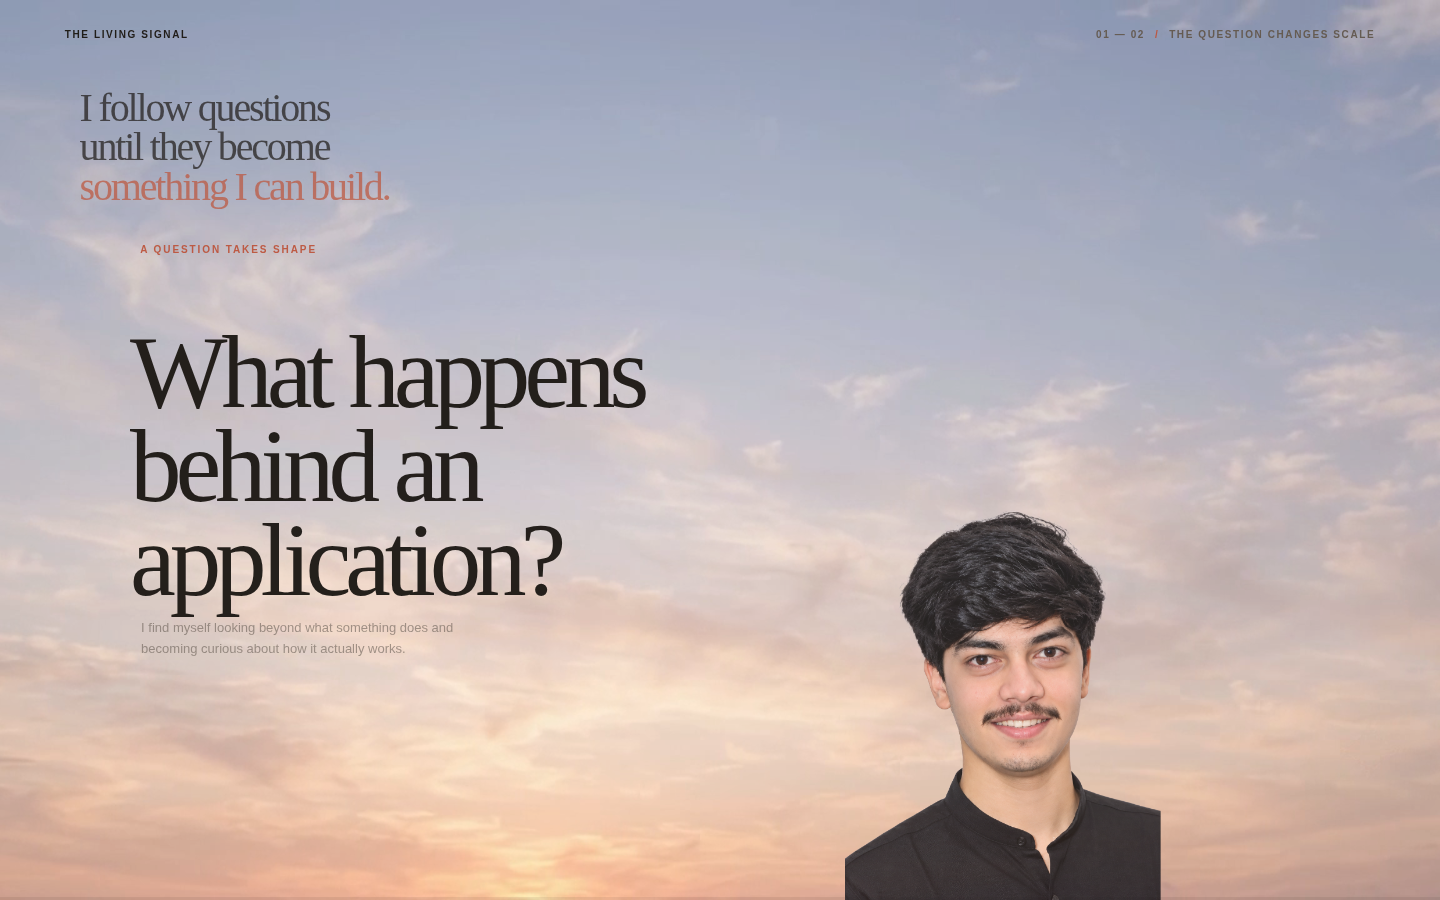 THE LIVING SIGNAL
01 — 02 / THE QUESTION CHANGES SCALE
I follow questions
until they become
something I can build.
A QUESTION TAKES SHAPE
What happens
behind an
application?
I find myself looking beyond what something does and
becoming curious about how it actually works.